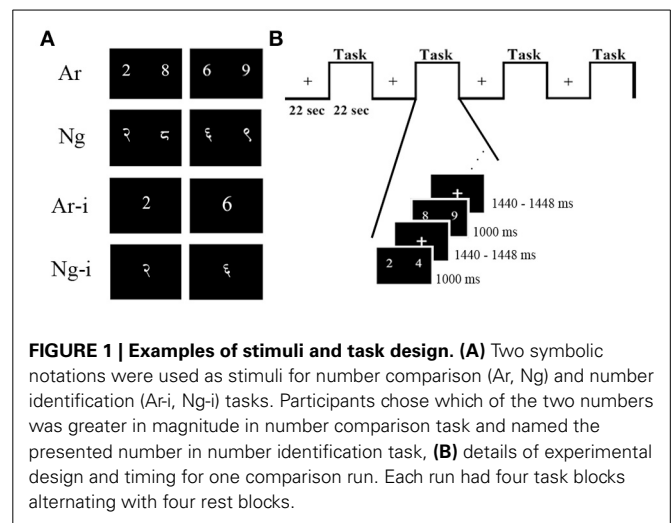 A
Ar
2 8
6 9
Ng
२ ८
६ ९
Ar-i
2
6
Ng-i
२
६
B
Task Task Task Task
+ + + +
22 sec 22 sec
+
1440 - 1448 ms
8 9
1000 ms
+
1440 - 1448 ms
2 4
1000 ms
FIGURE 1 | Examples of stimuli and task design. (A) Two symbolic
notations were used as stimuli for number comparison (Ar, Ng) and number
identification (Ar-i, Ng-i) tasks. Participants chose which of the two numbers
was greater in magnitude in number comparison task and named the
presented number in number identification task, (B) details of experimental
design and timing for one comparison run. Each run had four task blocks
alternating with four rest blocks.